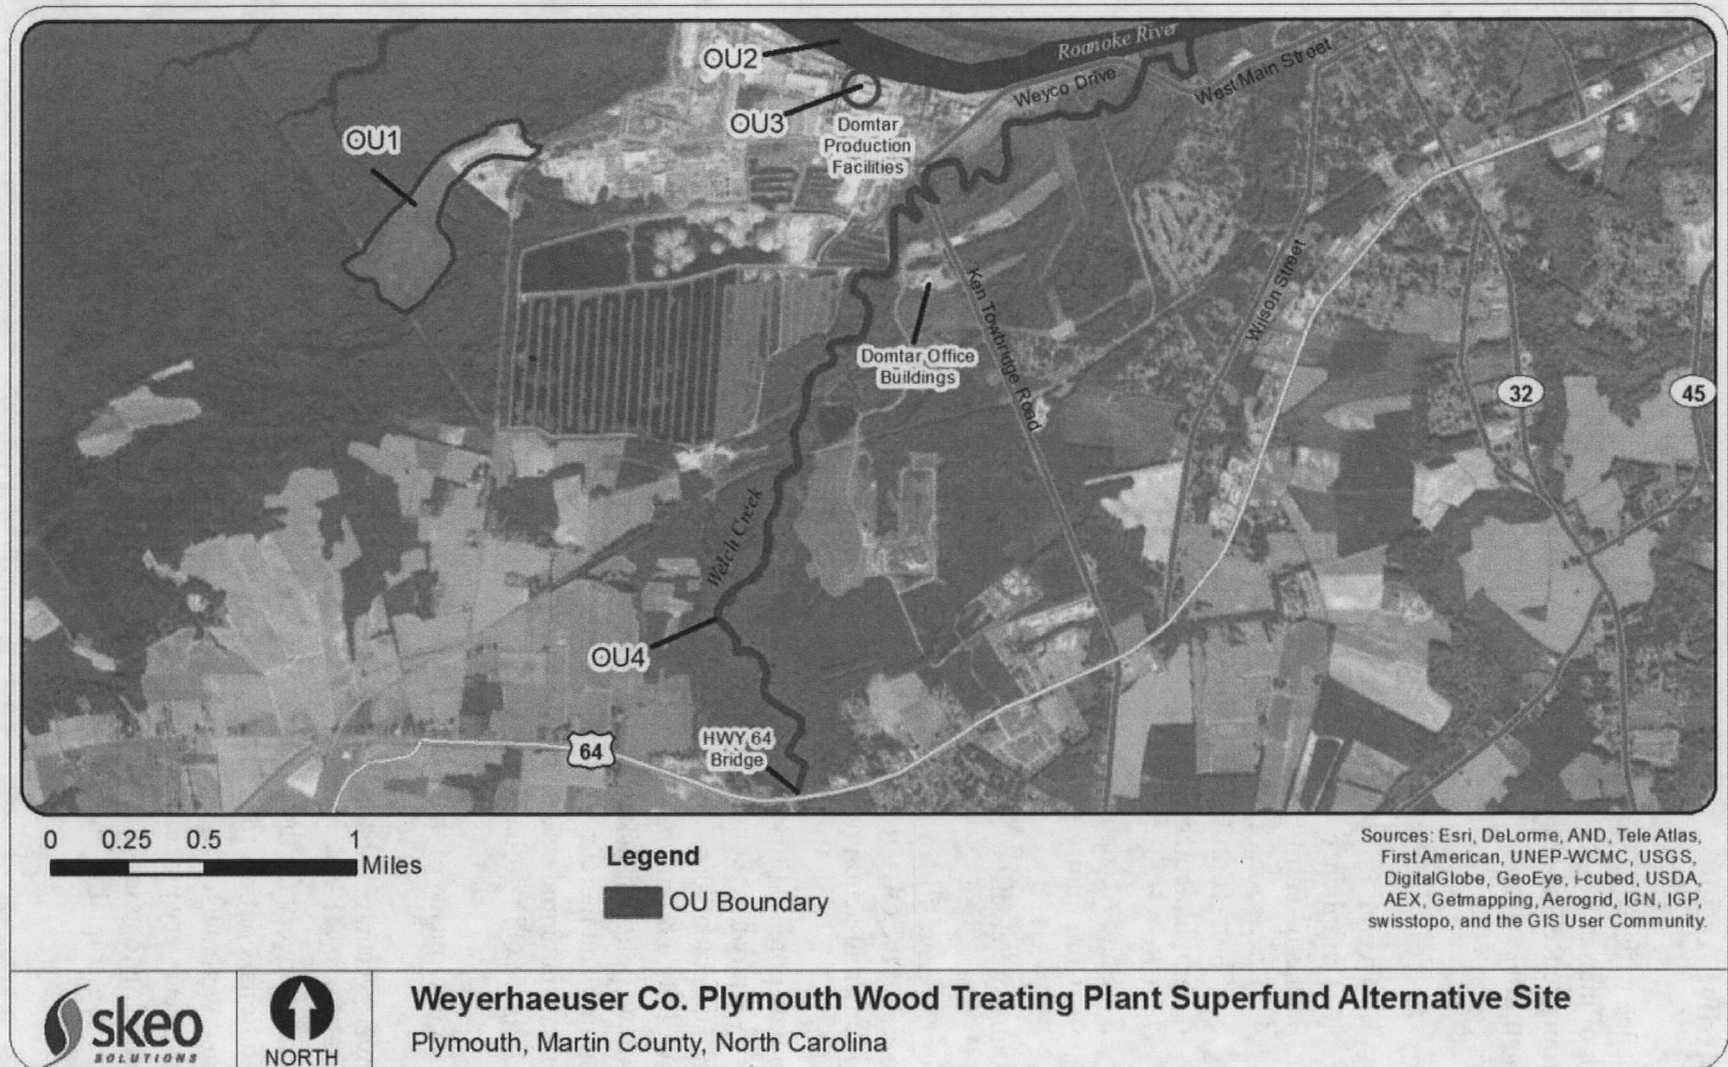 OU2
Roanoke River
OU3
Weyco Drive
West Main Street
OU1
Domtar
Production
Facilities
Ken Towbridge Road
Wilson Street
Domtar Office
Buildings
32
45
Welch Creek
OU4
HWY 64
Bridge
64
0 0.25 0.5 1
Miles
Legend
OU Boundary
Sources: Esri, DeLorme, AND, Tele Atlas,
First American, UNEP-WCMC, USGS,
DigitalGlobe, GeoEye, i-cubed, USDA,
AEX, Getmapping, Aerogrid, IGN, IGP,
swisstopo, and the GIS User Community.
skeo
SOLUTIONS
NORTH
Weyerhaeuser Co. Plymouth Wood Treating Plant Superfund Alternative Site
Plymouth, Martin County, North Carolina